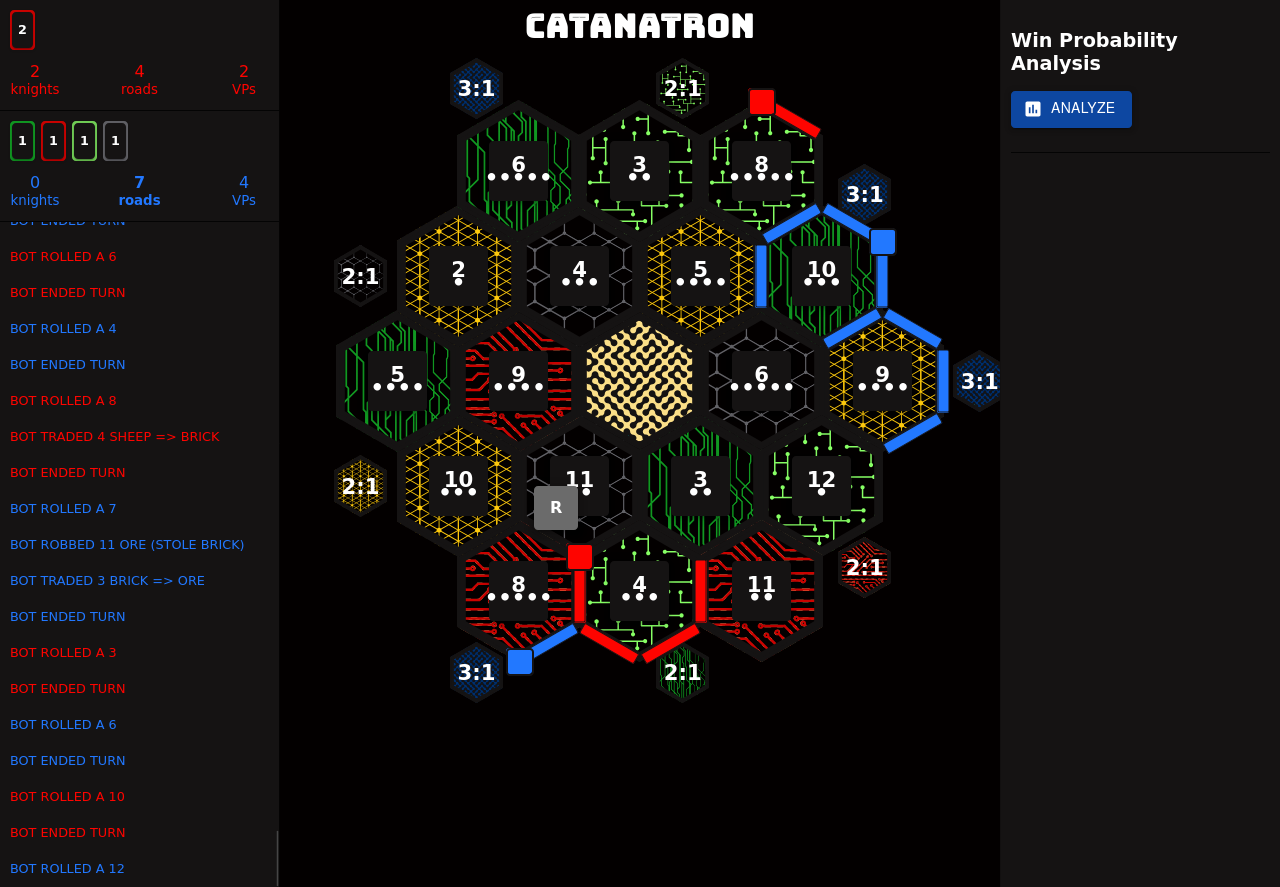 CATANATRON
2
2 4 2
knights roads VPs
1 1 1 1
0 7 4
knights roads VPs
BOT ENDED TURN
BOT ROLLED A 6
BOT ENDED TURN
BOT ROLLED A 4
BOT ENDED TURN
BOT ROLLED A 8
BOT TRADED 4 SHEEP => BRICK
BOT ENDED TURN
BOT ROLLED A 7
BOT ROBBED 11 ORE (STOLE BRICK)
BOT TRADED 3 BRICK => ORE
BOT ENDED TURN
BOT ROLLED A 3
BOT ENDED TURN
BOT ROLLED A 6
BOT ENDED TURN
BOT ROLLED A 10
BOT ENDED TURN
BOT ROLLED A 12
3:1 2:1
6 3 8
3:1
2:1 2 4 5 10
5 9 6 9 3:1
2:1 10 11 3 12
R
8 4 11 2:1
3:1 2:1
Win Probability
Analysis
ANALYZE